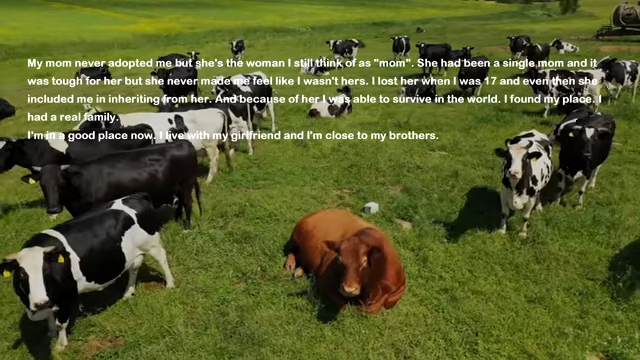 My mom never adopted me but she's the woman I still think of as "mom". She had been a single mom and it
was tough for her but she never made me feel like I wasn't hers. I lost her when I was 17 and even then she
included me in inheriting from her. And because of her I was able to survive in the world. I found my place. I
had a real family.
I'm in a good place now. I live with my girlfriend and I'm close to my brothers.